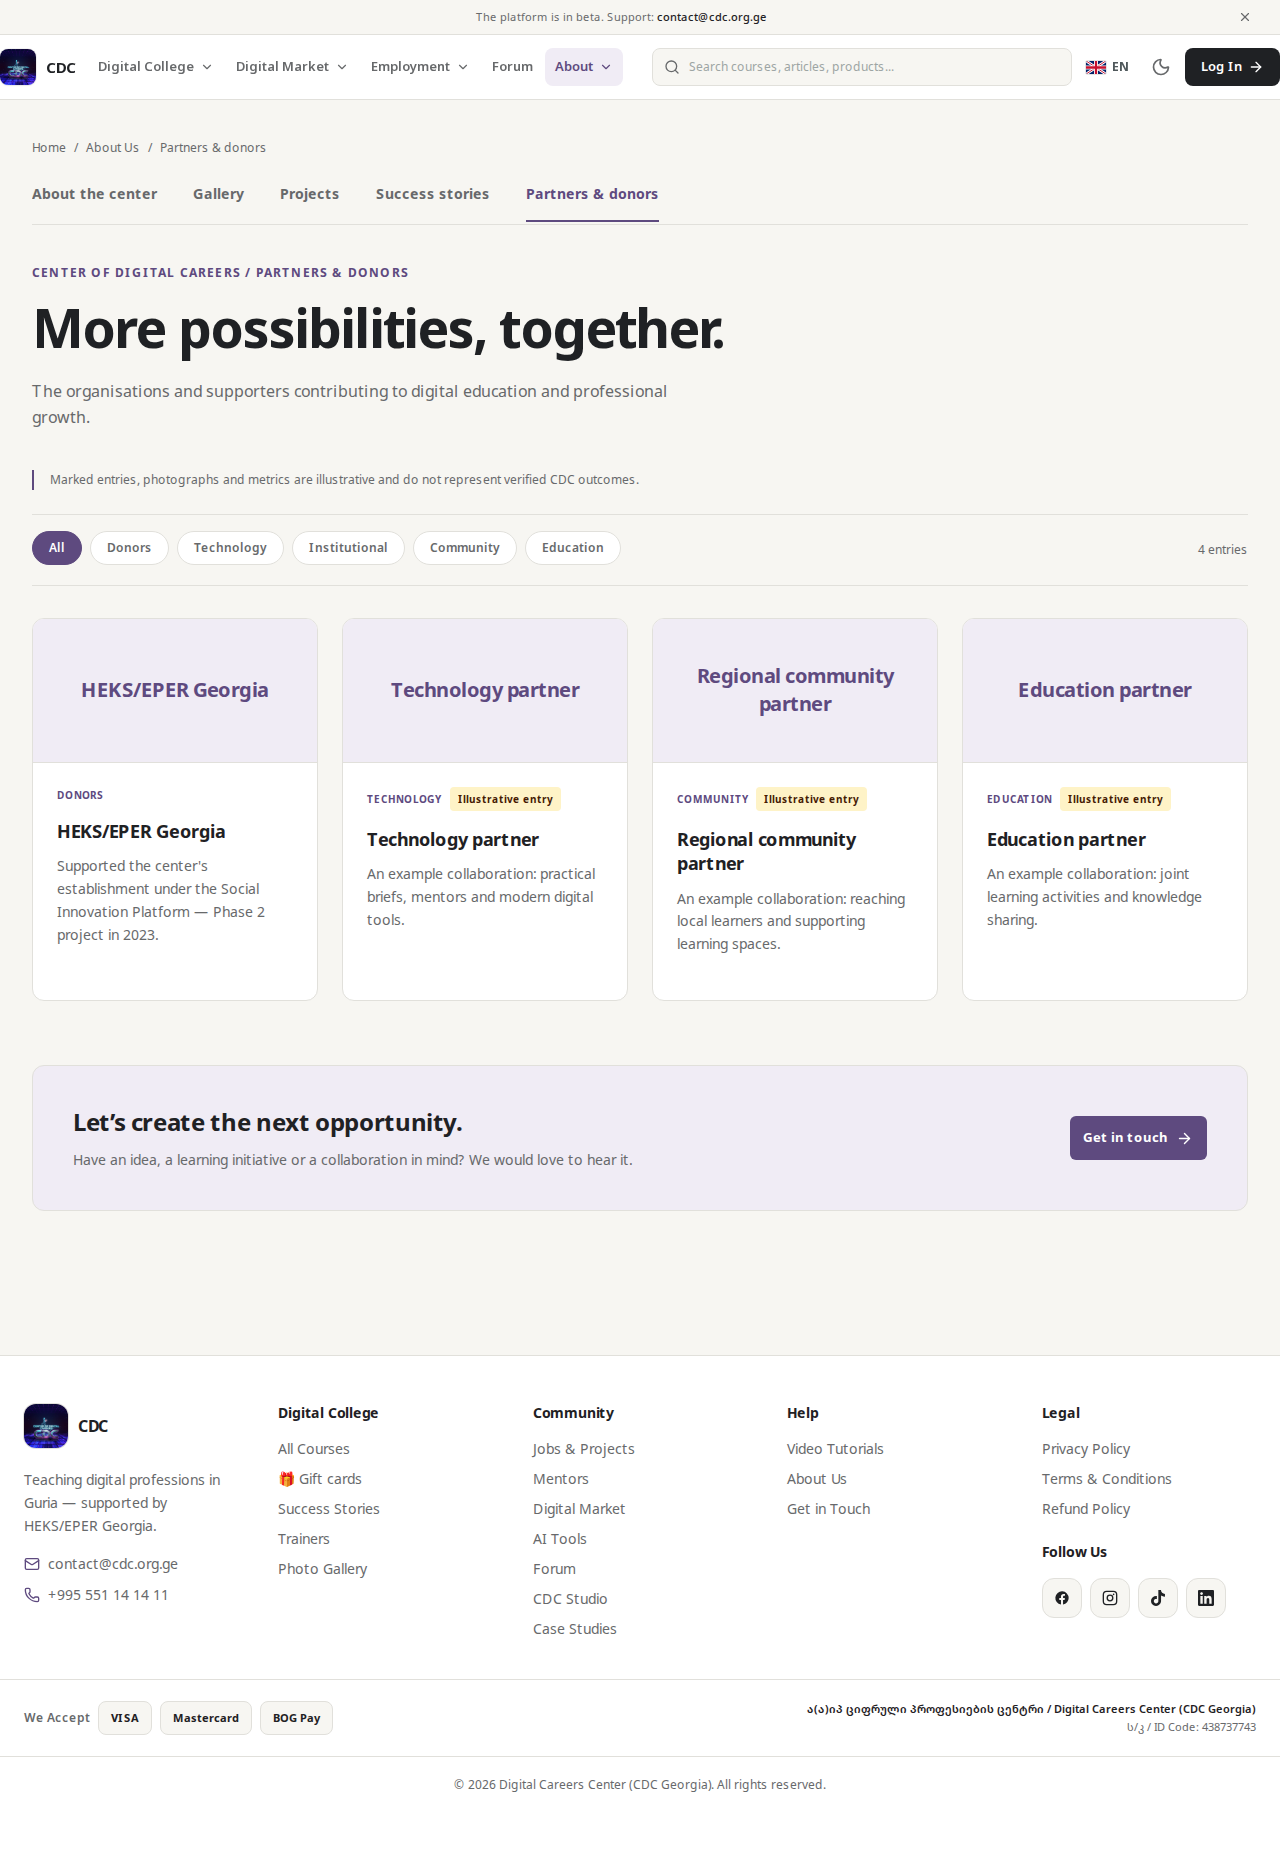 The platform is in beta. Support: contact@cdc.org.ge
CDC
Digital College
Digital Market
Employment
Forum
About
Search courses, articles, products...
EN
Log In
Home / About Us / Partners & donors
About the center
Gallery
Projects
Success stories
Partners & donors
CENTER OF DIGITAL CAREERS / PARTNERS & DONORS
More possibilities, together.
The organisations and supporters contributing to digital education and professional
growth.
Marked entries, photographs and metrics are illustrative and do not represent verified CDC outcomes.
All
Donors
Technology
Institutional
Community
Education
4 entries
HEKS/EPER Georgia
DONORS
HEKS/EPER Georgia
Supported the center's
establishment under the Social
Innovation Platform — Phase 2
project in 2023.
Technology partner
TECHNOLOGY Illustrative entry
Technology partner
An example collaboration: practical
briefs, mentors and modern digital
tools.
Regional community
partner
COMMUNITY Illustrative entry
Regional community
partner
An example collaboration: reaching
local learners and supporting
learning spaces.
Education partner
EDUCATION Illustrative entry
Education partner
An example collaboration: joint
learning activities and knowledge
sharing.
Let’s create the next opportunity.
Have an idea, a learning initiative or a collaboration in mind? We would love to hear it.
Get in touch
CDC
Teaching digital professions in
Guria — supported by
HEKS/EPER Georgia.
contact@cdc.org.ge
+995 551 14 14 11
Digital College
All Courses
Gift cards
Success Stories
Trainers
Photo Gallery
Community
Jobs & Projects
Mentors
Digital Market
AI Tools
Forum
CDC Studio
Case Studies
Help
Video Tutorials
About Us
Get in Touch
Legal
Privacy Policy
Terms & Conditions
Refund Policy
Follow Us
We Accept
VISA
Mastercard
BOG Pay
ა(ა)იპ ციფრული პროფესიების ცენტრი / Digital Careers Center (CDC Georgia)
ს/კ / ID Code: 438737743
© 2026 Digital Careers Center (CDC Georgia). All rights reserved.